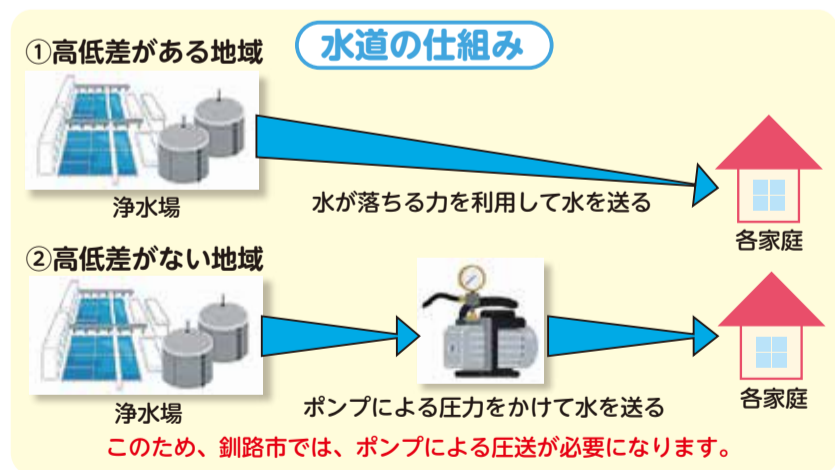 水道の仕組み
①高低差がある地域
浄水場
水が落ちる力を利用して水を送る
各家庭
②高低差がない地域
浄水場
ポンプによる圧力をかけて水を送る
各家庭
このため、釧路市では、ポンプによる圧送が必要になります。